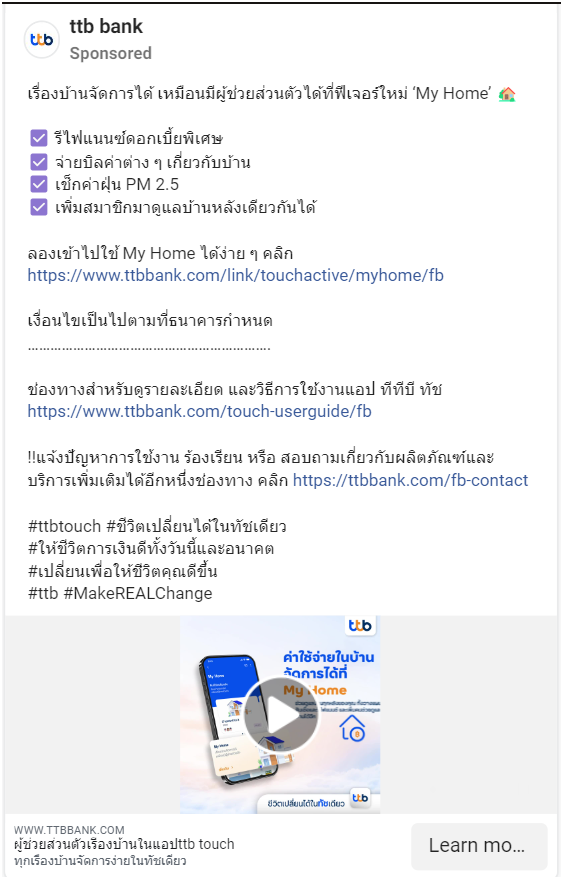 ttb
ttb bank
Sponsored
เรื่องบ้านจัดการได้ เหมือนมีผู้ช่วยส่วนตัวได้ที่ฟีเจอร์ใหม่ ‘My Home’
รีไฟแนนซ์ดอกเบี้ยพิเศษ
จ่ายบิลค่าต่าง ๆ เกี่ยวกับบ้าน
เช็กค่าฝุ่น PM 2.5
เพิ่มสมาชิกมาดูแลบ้านหลังเดียวกันได้
ลองเข้าไปใช้ My Home ได้ง่าย ๆ คลิก
https://www.ttbbank.com/link/touchactive/myhome/fb
เงื่อนไขเป็นไปตามที่ธนาคารกำหนด
……………………………………………………….
ช่องทางสำหรับดูรายละเอียด และวิธีการใช้งานแอป ทีทีบี ทัช
https://www.ttbbank.com/touch-userguide/fb
!!แจ้งปัญหาการใช้งาน ร้องเรียน หรือ สอบถามเกี่ยวกับผลิตภัณฑ์และ
บริการเพิ่มเติมได้อีกหนึ่งช่องทาง คลิก https://ttbbank.com/fb-contact
#ttbtouch #ชีวิตเปลี่ยนได้ในทัชเดียว
#ให้ชีวิตการเงินดีทั้งวันนี้และอนาคต
#เปลี่ยนเพื่อให้ชีวิตคุณดีขึ้น
#ttb #MakeREALChange
ttb
ค่าใช้จ่ายในบ้าน
จัดการได้ที่
My Home
My Home
My Home
ชีวิตเปลี่ยนได้ในทัชเดียว
ttb
WWW.TTBBANK.COM
ผู้ช่วยส่วนตัวเรื่องบ้านในแอปttb touch
ทุกเรื่องบ้านจัดการง่ายในทัชเดียว
Learn mo...